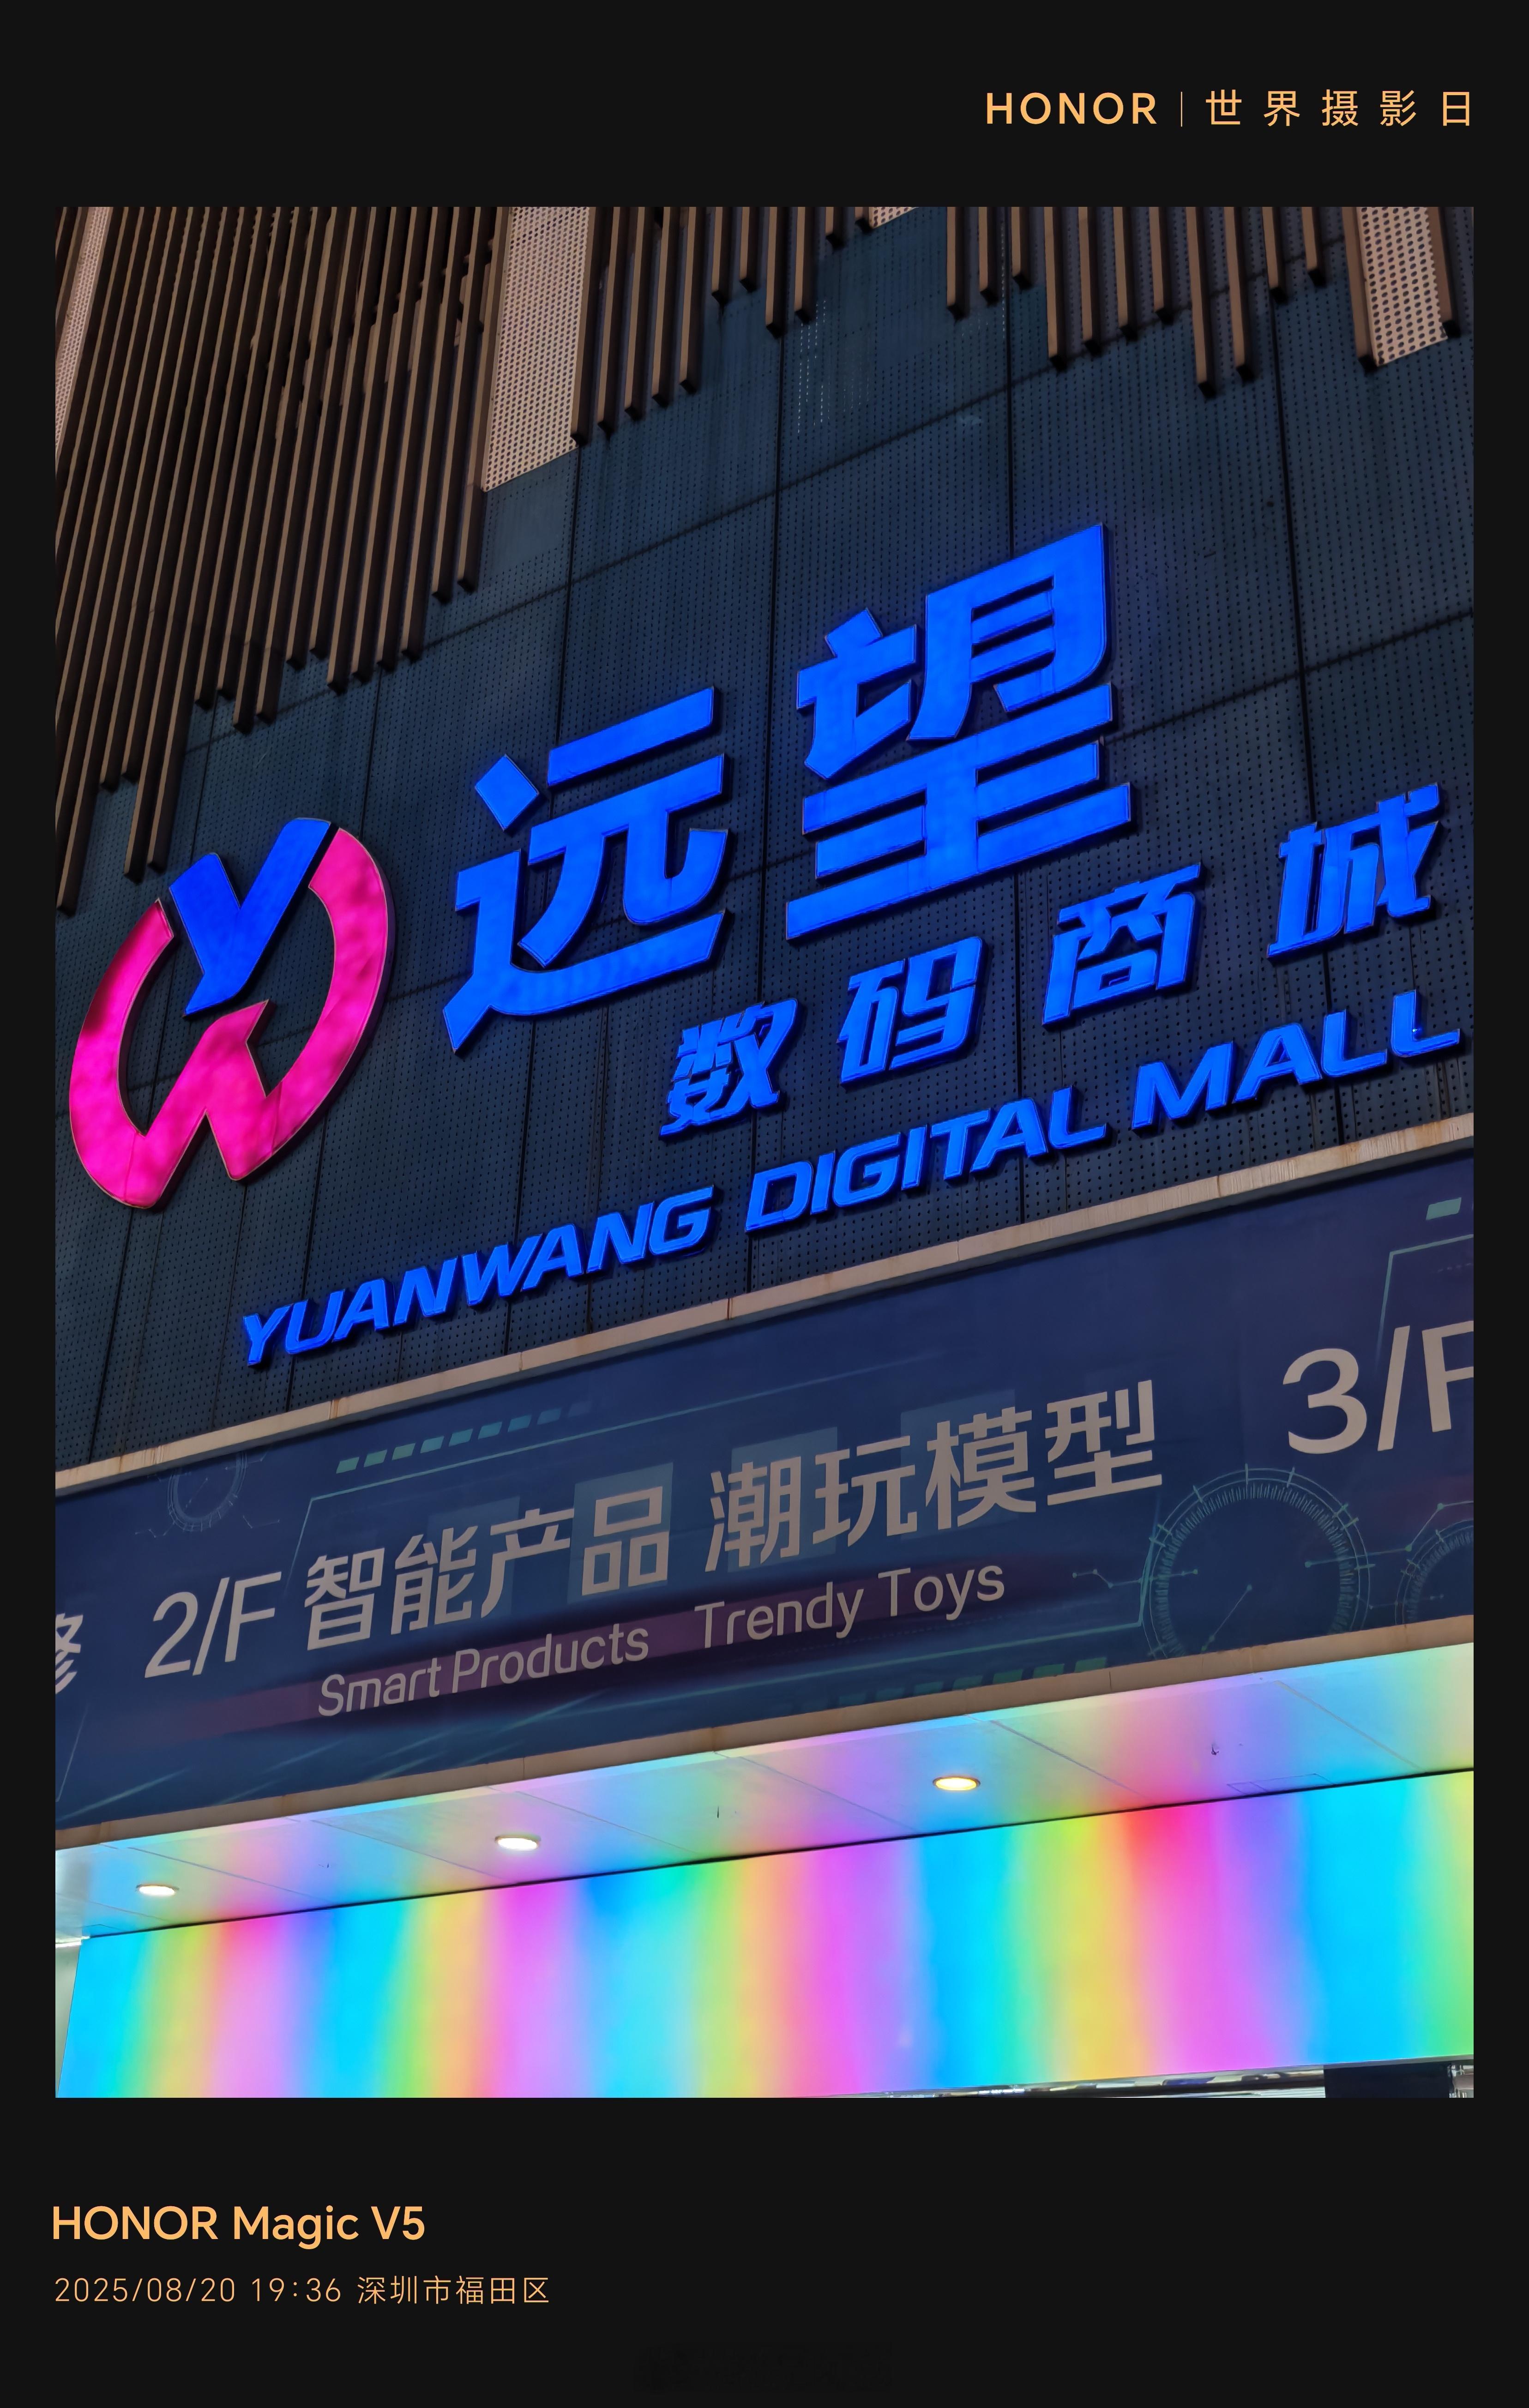 HONOR | 世界摄影日
远望
数码商城
YUANWANG DIGITAL MALL
修 2/F 智能产品 潮玩模型 3/F
Smart Products Trendy Toys
HONOR Magic V5
2025/08/20 19:36 深圳市福田区